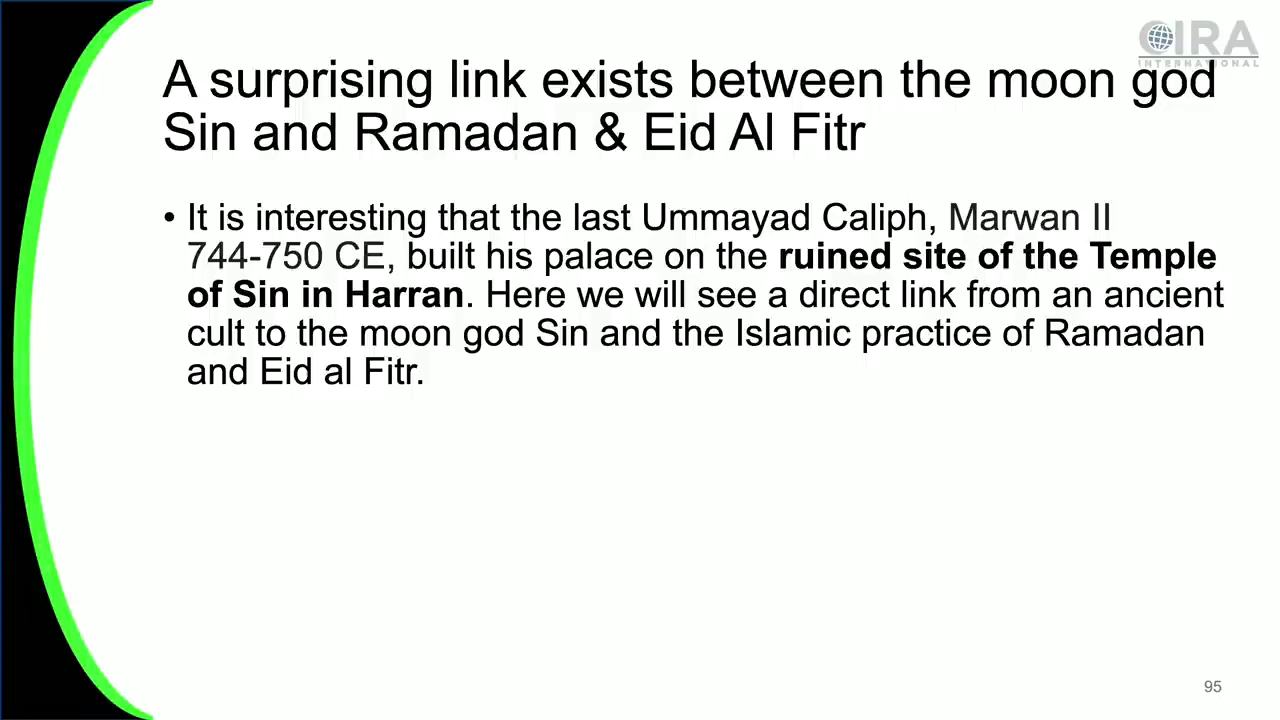 CIRA
INTERNATIONAL
A surprising link exists between the moon god
Sin and Ramadan & Eid Al Fitr
• It is interesting that the last Ummayad Caliph, Marwan II
744-750 CE, built his palace on the ruined site of the Temple
of Sin in Harran. Here we will see a direct link from an ancient
cult to the moon god Sin and the Islamic practice of Ramadan
and Eid al Fitr.
95